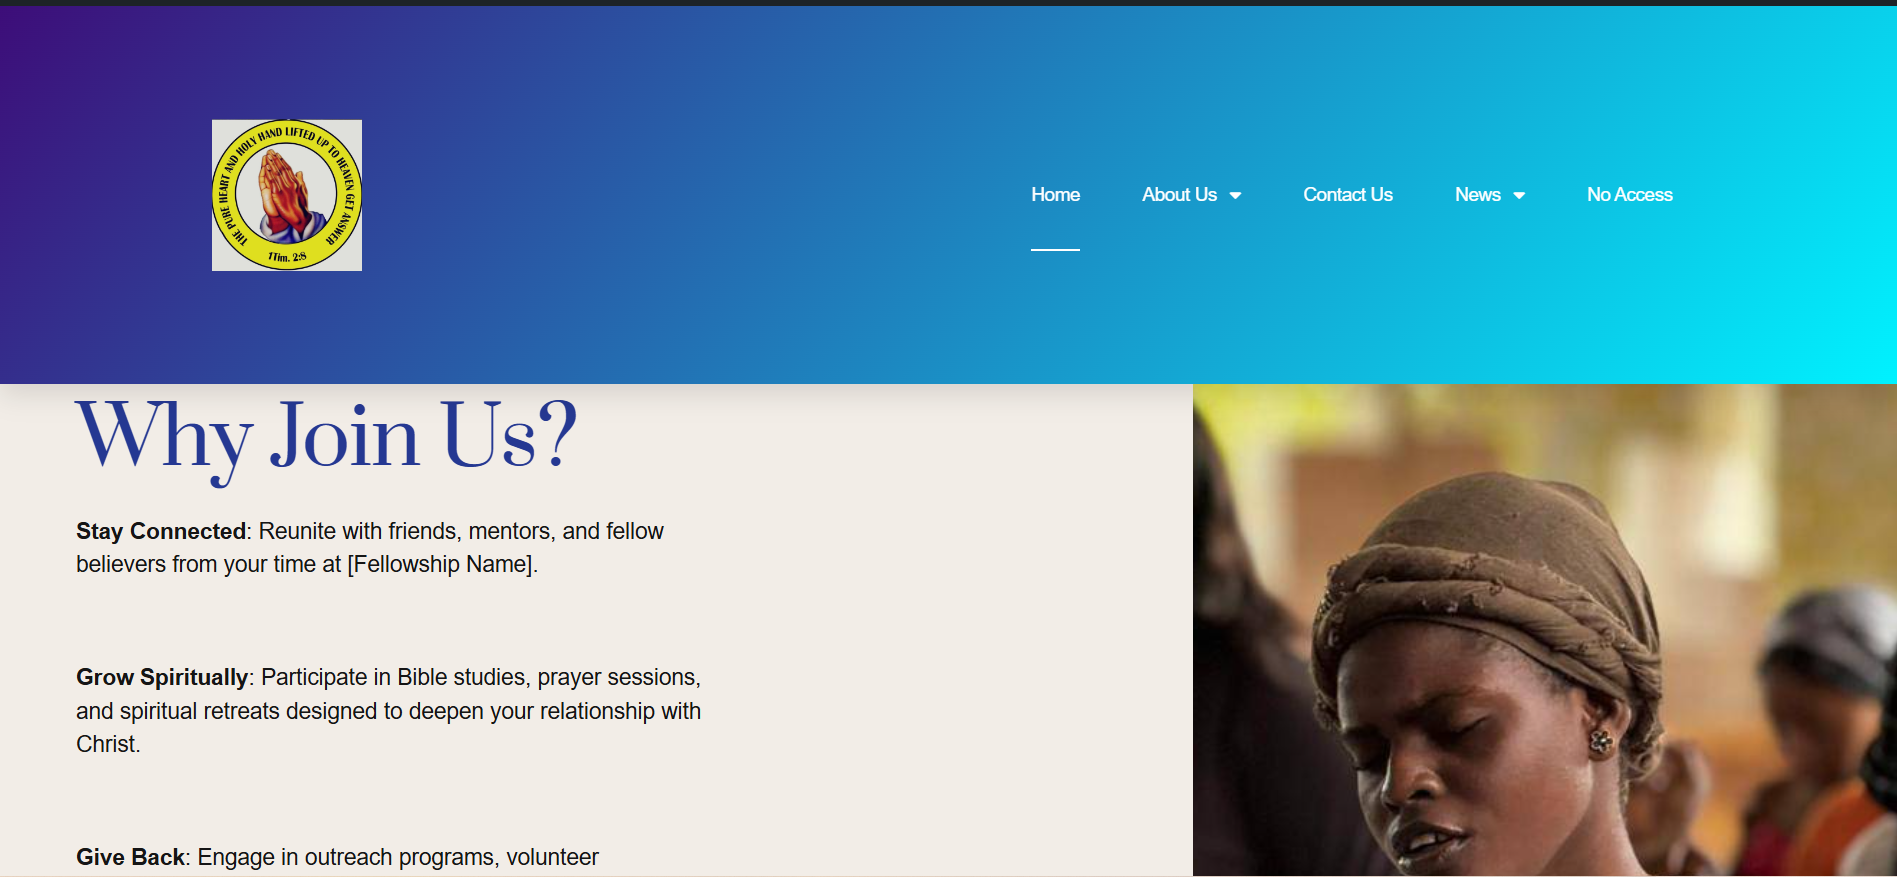 THE PURE HEART AND HOLY HAND LIFTED UP TO HEAVEN GET ANSWER
1Tim. 2:8
Home About Us Contact Us News No Access
Why Join Us?
Stay Connected: Reunite with friends, mentors, and fellow
believers from your time at [Fellowship Name].
Grow Spiritually: Participate in Bible studies, prayer sessions,
and spiritual retreats designed to deepen your relationship with
Christ.
Give Back: Engage in outreach programs, volunteer